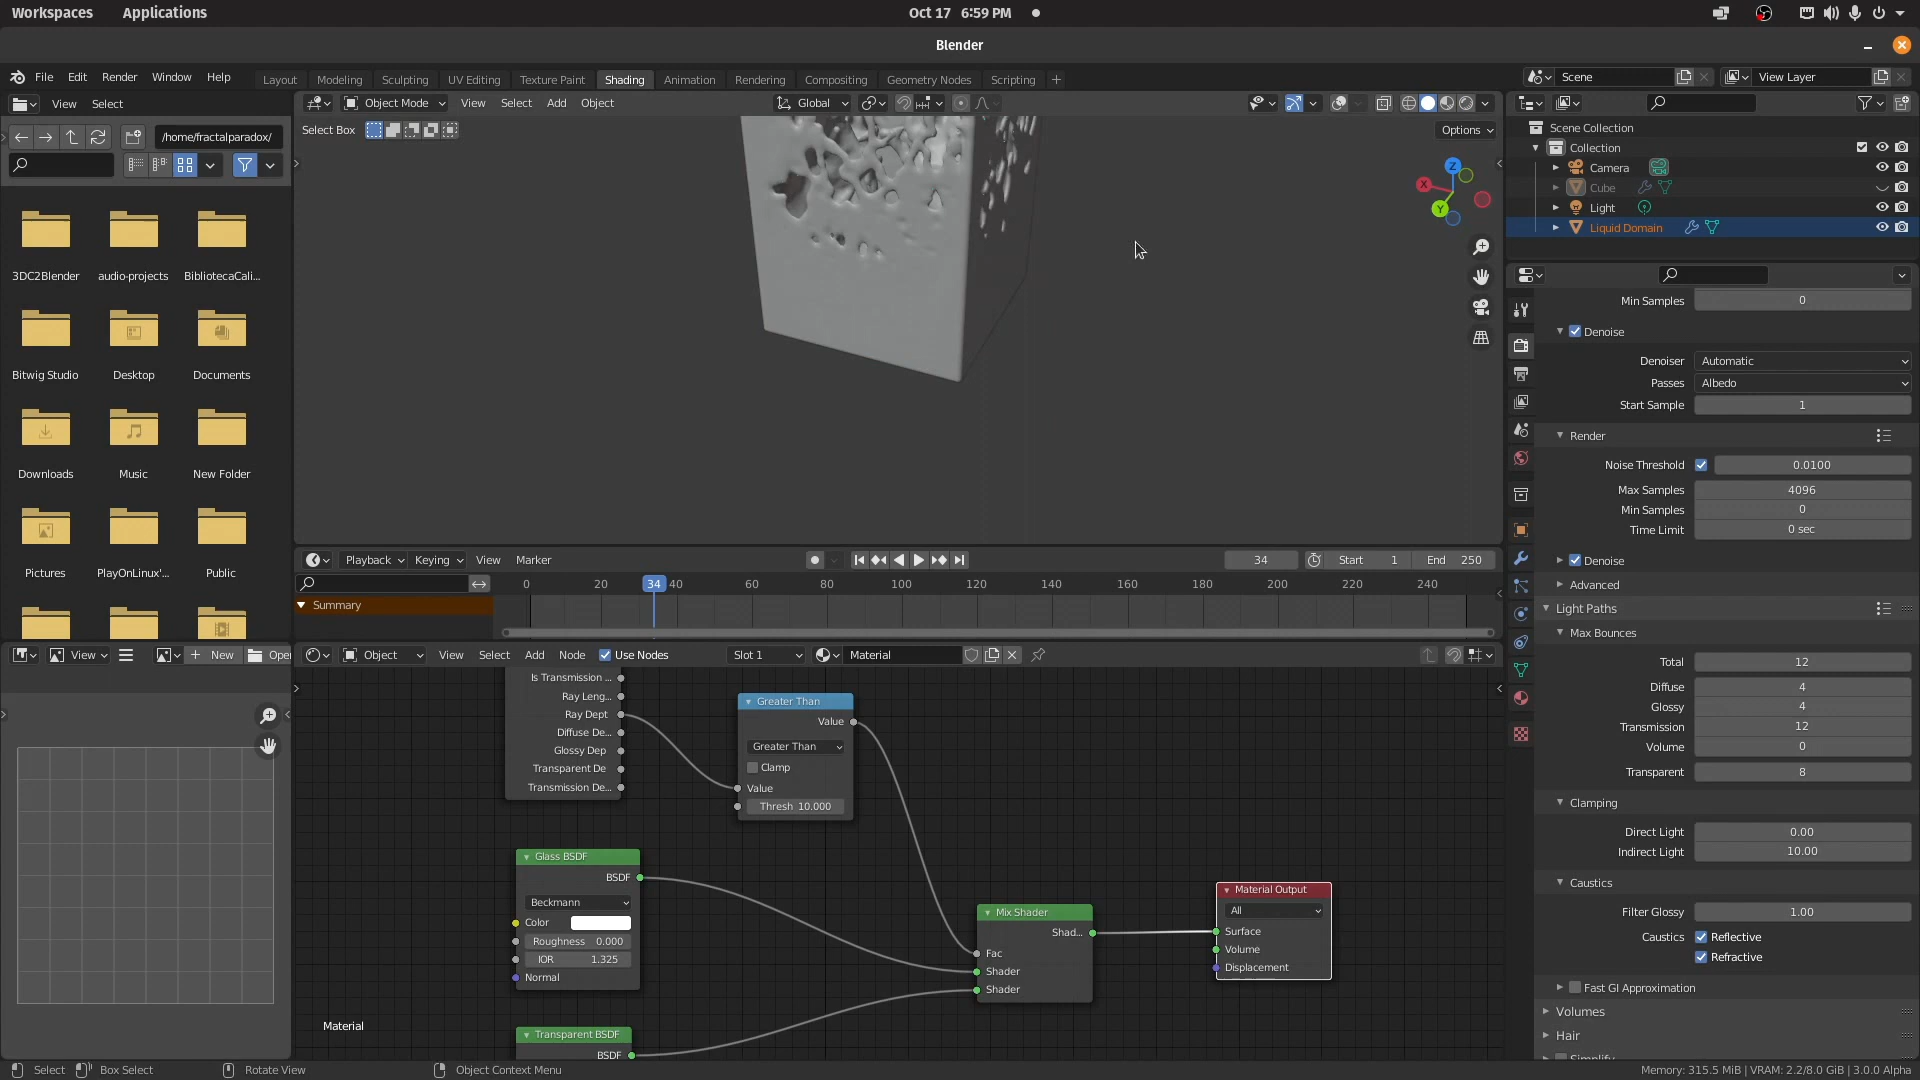 Workspaces Applications Oct 17 6:59 PM
Blender
File Edit Render Window Help Layout Modeling Sculpting UV Editing Texture Paint Shading Animation Rendering Compositing Geometry Nodes Scripting + Scene View Layer
View Select Object Mode View Select Add Object Global
/home/fractalparadox/ Select Box Options
Z
X
Y
3DC2Blender audio-projects BibliotecaCali...
Bitwig Studio Desktop Documents
Downloads Music New Folder
Pictures PlayOnLinux'... Public
Scene Collection
Collection
Camera
Cube
Light
Liquid Domain
Min Samples 0
Denoise
Denoiser Automatic
Passes Albedo
Start Sample 1
Render
Noise Threshold 0.0100
Max Samples 4096
Min Samples 0
Time Limit 0 sec
Denoise
Advanced
Light Paths
Max Bounces
Total 12
Diffuse 4
Glossy 4
Transmission 12
Volume 0
Transparent 8
Clamping
Direct Light 0.00
Indirect Light 10.00
Caustics
Filter Glossy 1.00
Caustics Reflective
Refractive
Fast GI Approximation
Volumes
Hair
Playback Keying View Marker 34 Start 1 End 250
0 20 34 40 60 80 100 120 140 160 180 200 220 240
Summary
View + New Open
Object View Select Add Node Use Nodes Slot 1 Material
Is Transmission ...
Ray Leng...
Ray Dept
Diffuse De...
Glossy Dep
Transparent De
Transmission De...
Greater Than
Value
Greater Than
Clamp
Value
Thresh 10.000
Glass BSDF
BSDF
Beckmann
Color
Roughness 0.000
IOR 1.325
Normal
Transparent BSDF
BSDF
Mix Shader
Shad...
Fac
Shader
Shader
Material Output
All
Surface
Volume
Displacement
Material
Select Box Select Rotate View Object Context Menu Memory: 315.5 MiB | VRAM: 2.2/8.0 GiB | 3.0.0 Alpha